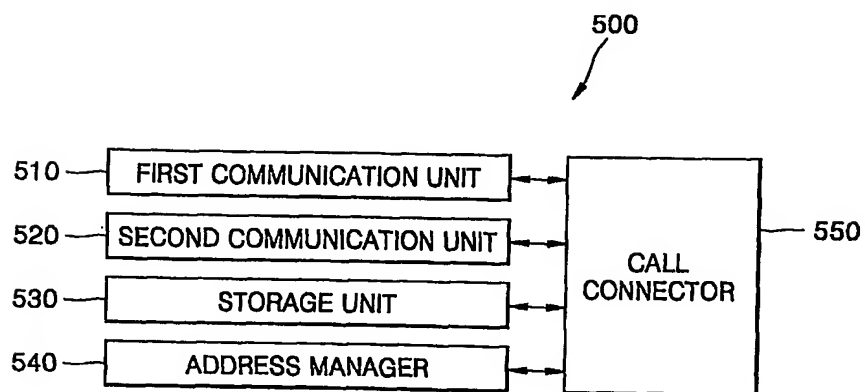 500
510
FIRST COMMUNICATION UNIT
520
SECOND COMMUNICATION UNIT
530
STORAGE UNIT
540
ADDRESS MANAGER
CALL
CONNECTOR
550